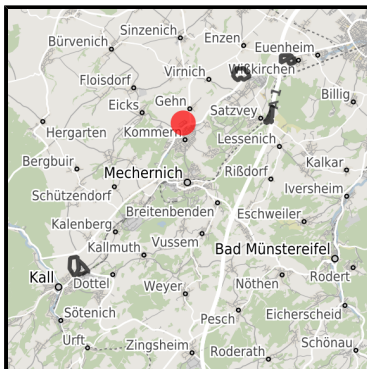 Sinzenich
Enzen
Bürvenich
Euenheim
Virnich
Wißkirchen
Floisdorf
Billig
Eicks
Gehn
Satzvey
A 1
Hergarten
Kommern
Lessenich
Bergbuir
Kalkar
Mechernich
Rißdorf
Schützendorf
Iversheim
Breitenbenden
Eschweiler
Kalenberg
Kallmuth
Vussem
Bad Münstereifel
Kall
Dottel
Weyer
Nöthen
Rodert
Sötenich
Pesch
Eicherscheid
Urft
Zingsheim
Roderath
Schönau